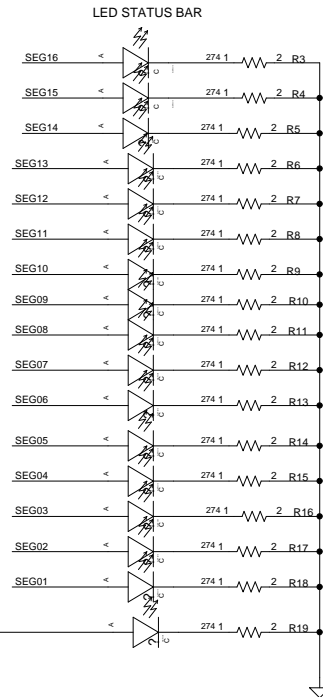 LED STATUS BAR
SEG16 A C 274 1 2 R3
SEG15 A C 274 1 2 R4
SEG14 A C 274 1 2 R5
SEG13 A C 274 1 2 R6
SEG12 A C 274 1 2 R7
SEG11 A C 274 1 2 R8
SEG10 A C 274 1 2 R9
SEG09 A C 274 1 2 R10
SEG08 A C 274 1 2 R11
SEG07 A C 274 1 2 R12
SEG06 A C 274 1 2 R13
SEG05 A C 274 1 2 R14
SEG04 A C 274 1 2 R15
SEG03 A C 274 1 2 R16
SEG02 A C 274 1 2 R17
SEG01 A C 274 1 2 R18
A ? C 274 1 2 R19